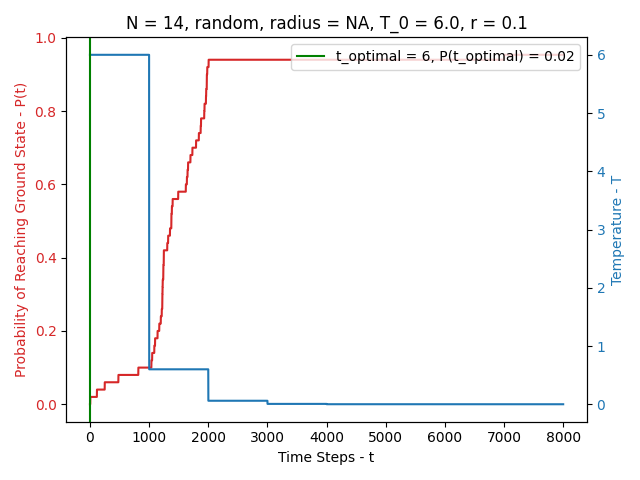 N = 14, random, radius = NA, T_0 = 6.0, r = 0.1
t_optimal = 6, P(t_optimal) = 0.02
Probability of Reaching Ground State - P(t)
1.0
0.8
0.6
0.4
0.2
0.0
6
5
4
3
2
1
0
Temperature - T
0 1000 2000 3000 4000 5000 6000 7000 8000
Time Steps - t